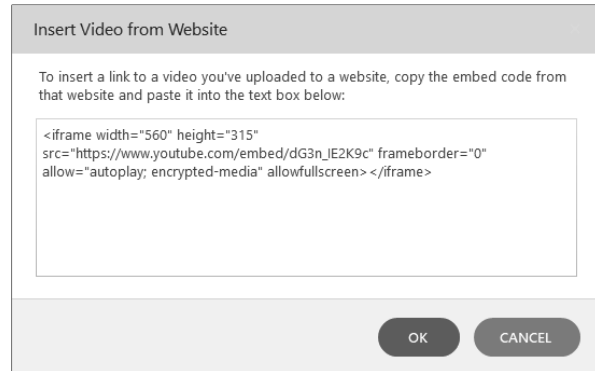 Insert Video from Website
To insert a link to a video you've uploaded to a website, copy the embed code from
that website and paste it into the text box below:
<iframe width="560" height="315"
src="https://www.youtube.com/embed/dG3n_IE2K9c" frameborder="0"
allow="autoplay; encrypted-media" allowfullscreen></iframe>
OK
CANCEL